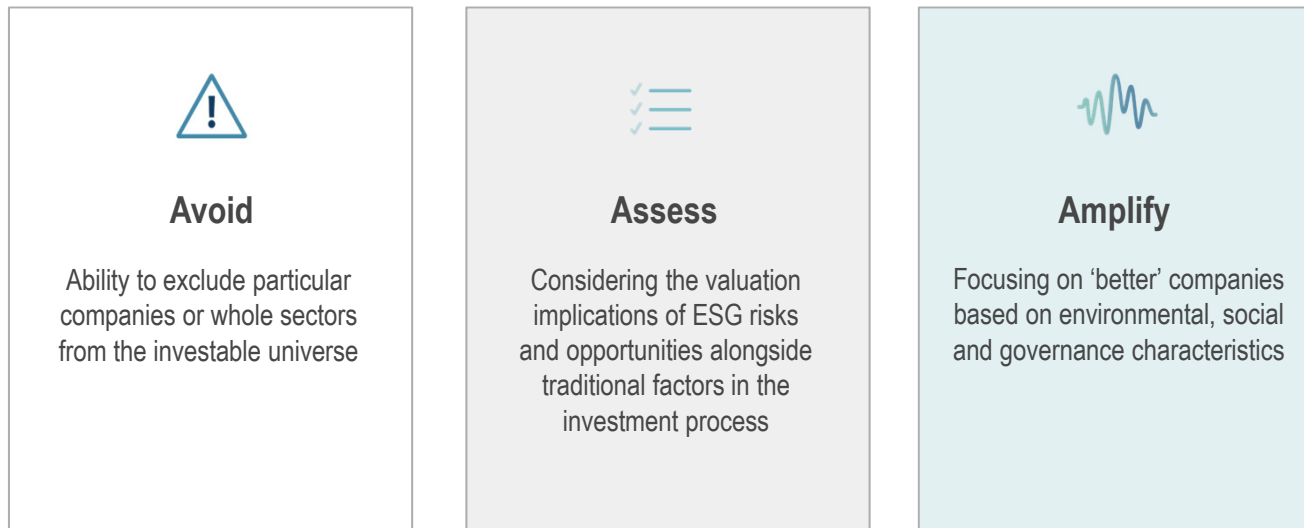 Avoid
Ability to exclude particular
companies or whole sectors
from the investable universe
Assess
Considering the valuation
implications of ESG risks
and opportunities alongside
traditional factors in the
investment process
Amplify
Focusing on ‘better’ companies
based on environmental, social
and governance characteristics